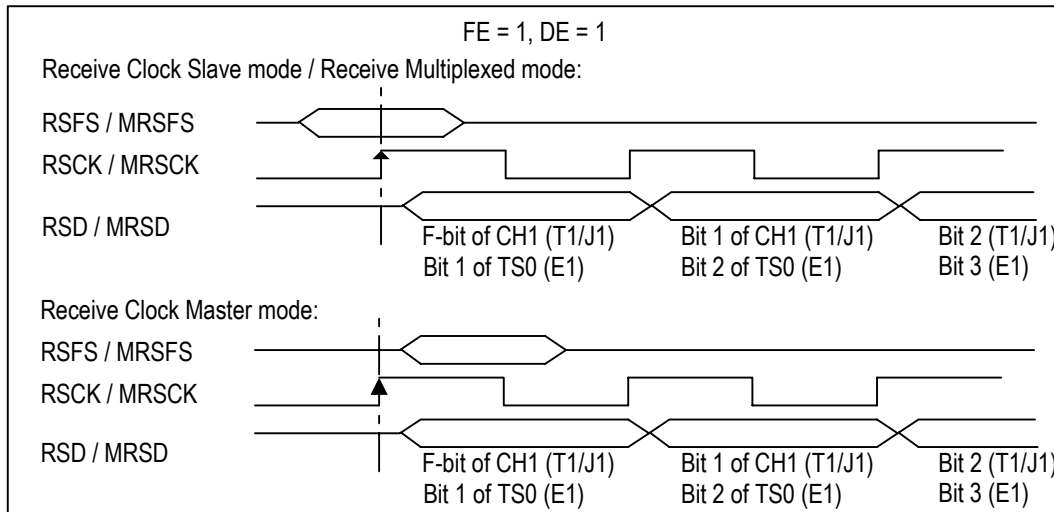 FE = 1, DE = 1
Receive Clock Slave mode / Receive Multiplexed mode:
RSFS / MRSFS
RSCK / MRSCK
RSD / MRSD
F-bit of CH1 (T1/J1) Bit 1 of CH1 (T1/J1) Bit 2 (T1/J1)
Bit 1 of TS0 (E1) Bit 2 of TS0 (E1) Bit 3 (E1)
Receive Clock Master mode:
RSFS / MRSFS
RSCK / MRSCK
RSD / MRSD
F-bit of CH1 (T1/J1) Bit 1 of CH1 (T1/J1) Bit 2 (T1/J1)
Bit 1 of TS0 (E1) Bit 2 of TS0 (E1) Bit 3 (E1)